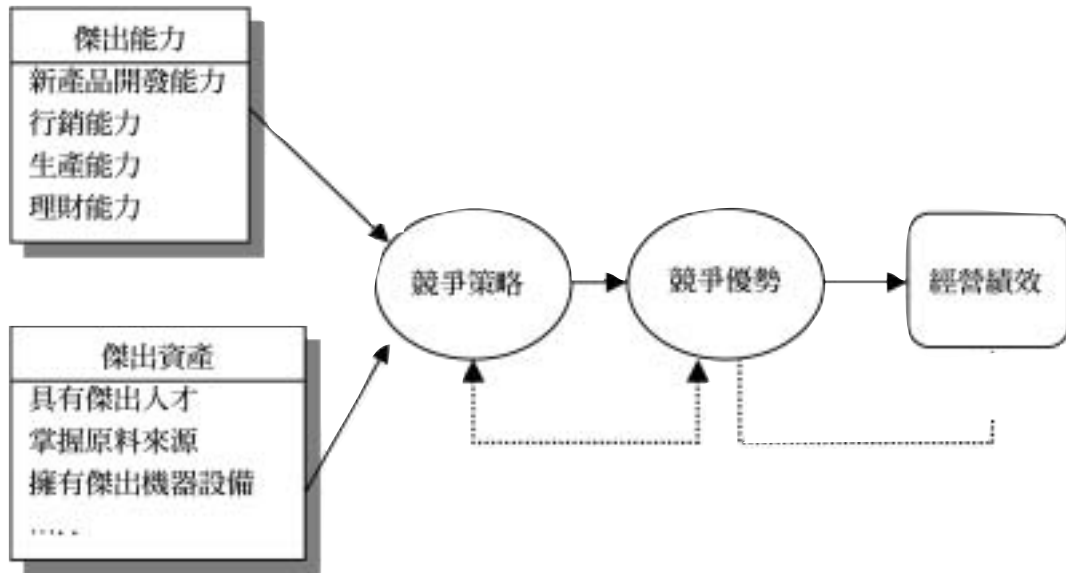 傑出能力
新產品開發能力
行銷能力
生產能力
理財能力
競爭策略
競爭優勢
經營績效
傑出資產
具有傑出人才
掌握原料來源
擁有傑出機器設備
.....